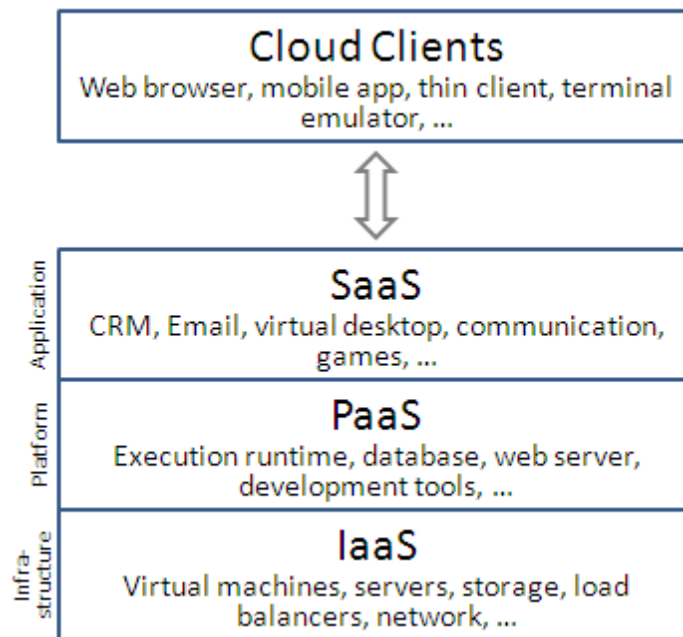 Cloud Clients
Web browser, mobile app, thin client, terminal
emulator, ...
Application
SaaS
CRM, Email, virtual desktop, communication,
games, ...
Platform
PaaS
Execution runtime, database, web server,
development tools, ...
Infra-
structure
IaaS
Virtual machines, servers, storage, load
balancers, network, ...